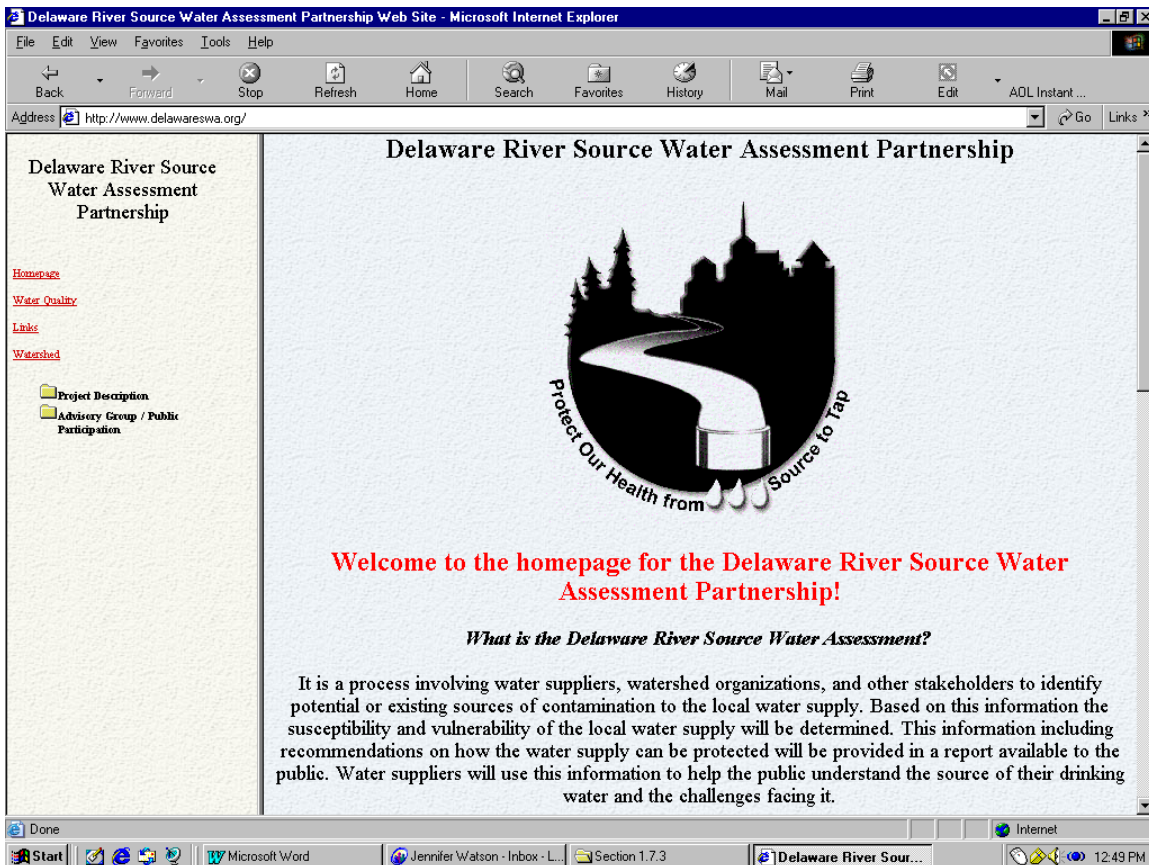 Delaware River Source Water Assessment Partnership Web Site - Microsoft Internet Explorer
File Edit View Favorites Tools Help
Back Forward Stop Refresh Home Search Favorites History Mail Print Edit AOL Instant ...
Address http://www.delawareswa.org/ Go Links »
Delaware River Source
Water Assessment
Partnership
Homepage
Water Quality
Links
Watershed
Project Description
Advisory Group / Public
Participation
Delaware River Source Water Assessment Partnership
Protect Our Health from Source to Tap
Welcome to the homepage for the Delaware River Source Water
Assessment Partnership!
What is the Delaware River Source Water Assessment?
It is a process involving water suppliers, watershed organizations, and other stakeholders to identify
potential or existing sources of contamination to the local water supply. Based on this information the
susceptibility and vulnerability of the local water supply will be determined. This information including
recommendations on how the water supply can be protected will be provided in a report available to the
public. Water suppliers will use this information to help the public understand the source of their drinking
water and the challenges facing it.
Done Internet
Start Microsoft Word Jennifer Watson - Inbox - L... Section 1.7.3 Delaware River Sour... 12:49 PM